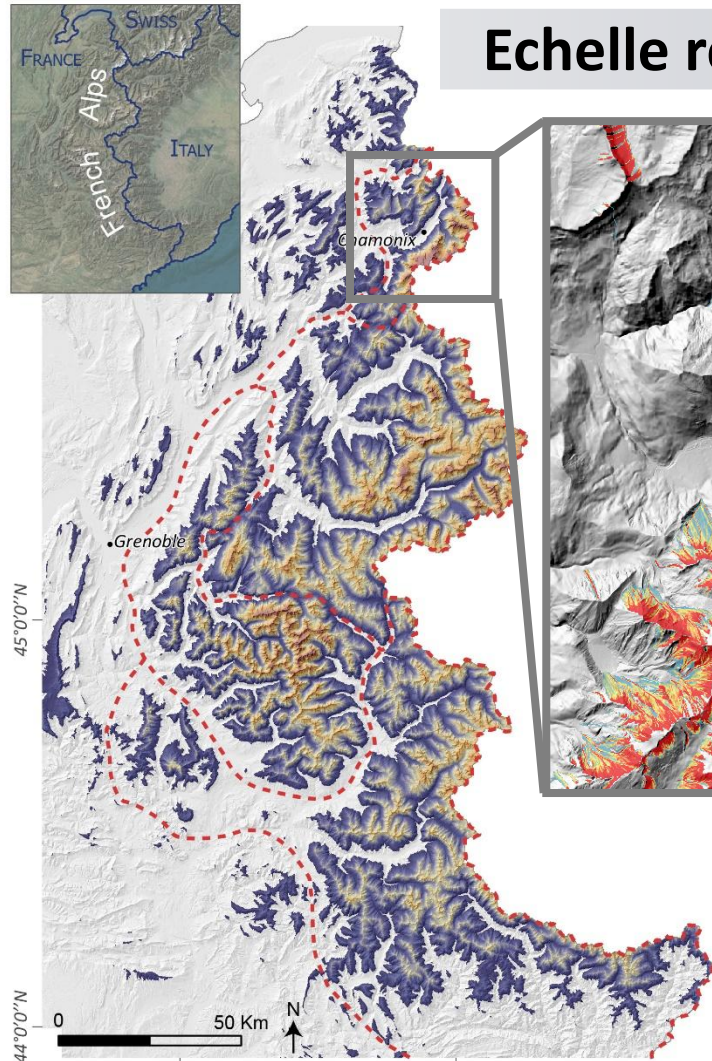 SWISS
FRANCE
French Alps
ITALY
Echelle
Chamonix
Grenoble
45°0'0''N
44°0'0''N
0
50 Km
N